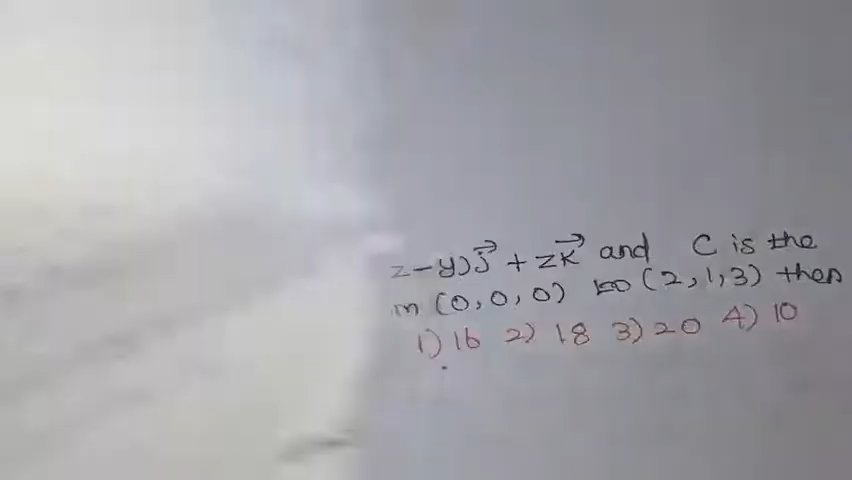 z-y)j⃗ + zk⃗ and C is the
(0,0,0) to (2,1,3) then
1) 16 2) 18 3) 20 4) 10